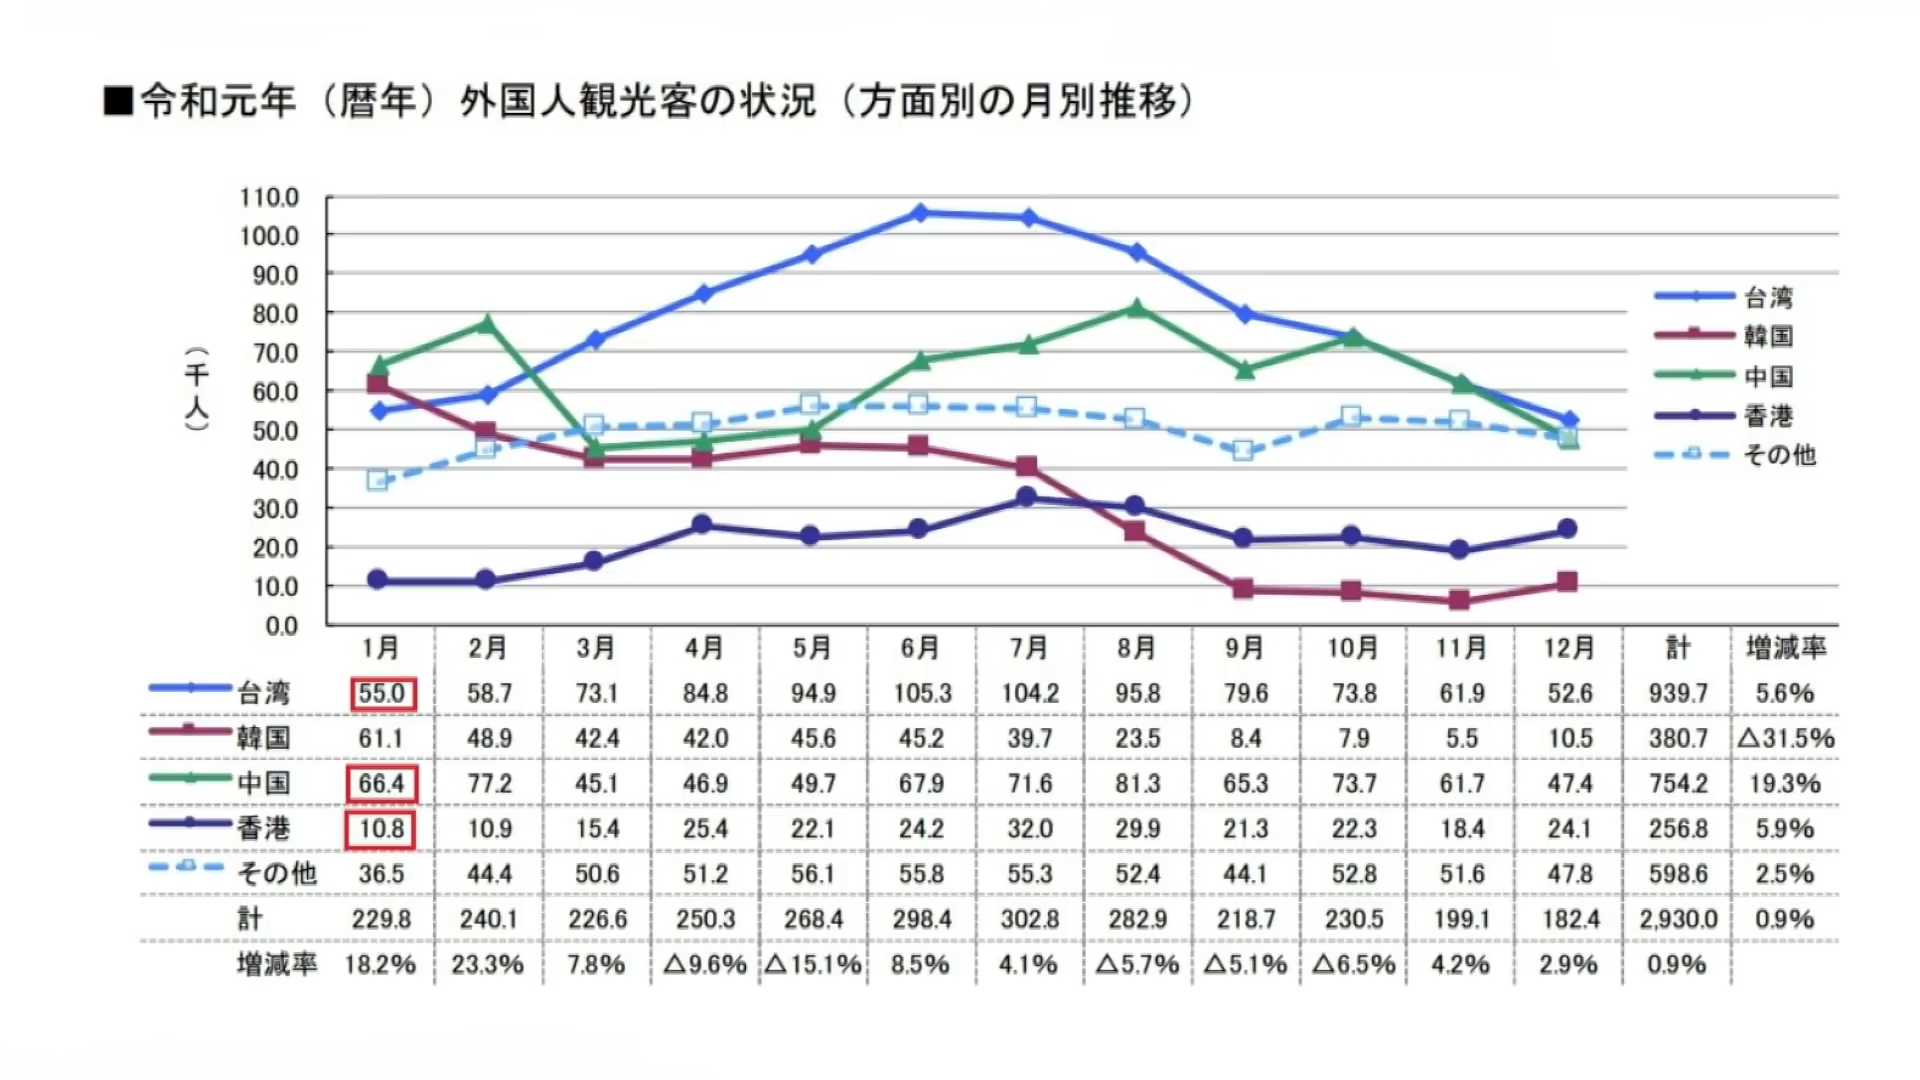 ■令和元年（暦年）外国人観光客の状況（方面別の月別推移）
110.0
100.0
90.0
80.0
70.0
60.0
50.0
40.0
30.0
20.0
10.0
0.0
（千人）
台湾
韓国
中国
香港
その他
1月 2月 3月 4月 5月 6月 7月 8月 9月 10月 11月 12月 計 増減率
台湾 55.0 58.7 73.1 84.8 94.9 105.3 104.2 95.8 79.6 73.8 61.9 52.6 939.7 5.6%
韓国 61.1 48.9 42.4 42.0 45.6 45.2 39.7 23.5 8.4 7.9 5.5 10.5 380.7 △31.5%
中国 66.4 77.2 45.1 46.9 49.7 67.9 71.6 81.3 65.3 73.7 61.7 47.4 754.2 19.3%
香港 10.8 10.9 15.4 25.4 22.1 24.2 32.0 29.9 21.3 22.3 18.4 24.1 256.8 5.9%
その他 36.5 44.4 50.6 51.2 56.1 55.8 55.3 52.4 44.1 52.8 51.6 47.8 598.6 2.5%
計 229.8 240.1 226.6 250.3 268.4 298.4 302.8 282.9 218.7 230.5 199.1 182.4 2,930.0 0.9%
増減率 18.2% 23.3% 7.8% △9.6% △15.1% 8.5% 4.1% △5.7% △5.1% △6.5% 4.2% 2.9% 0.9%